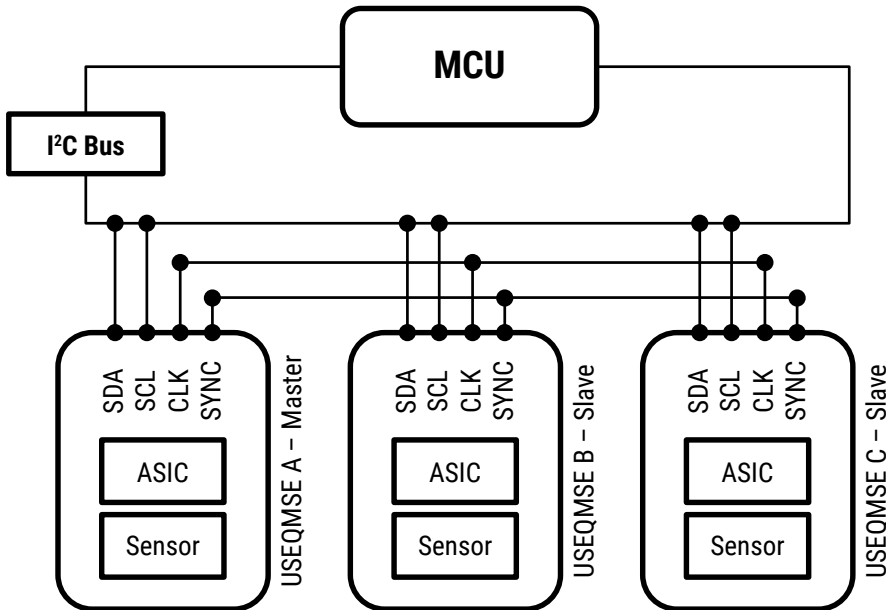 MCU
I²C Bus
SDA
SCL
CLK
SYNC
USEQMSE A – Master
ASIC
Sensor
SDA
SCL
CLK
SYNC
USEQMSE B – Slave
ASIC
Sensor
SDA
SCL
CLK
SYNC
USEQMSE C – Slave
ASIC
Sensor